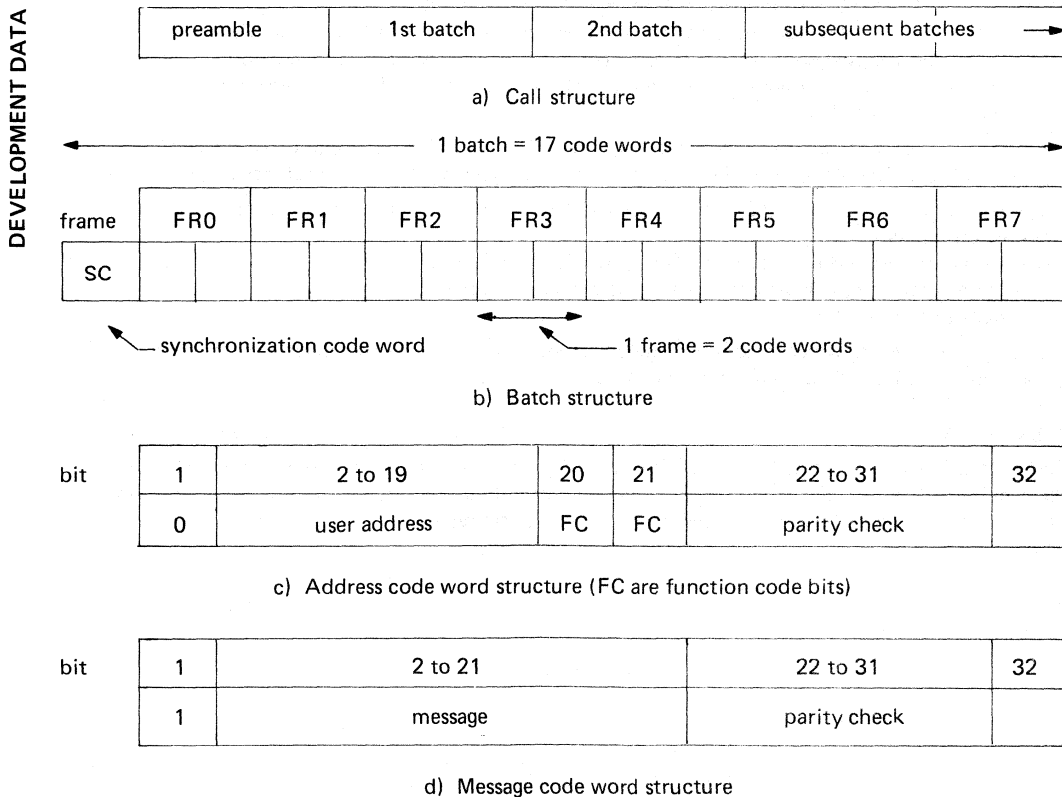 DEVELOPMENT DATA
preamble 1st batch 2nd batch subsequent batches
a) Call structure
1 batch = 17 code words
frame FR0 FR1 FR2 FR3 FR4 FR5 FR6 FR7
SC
synchronization code word 1 frame = 2 code words
b) Batch structure
bit 1 2 to 19 20 21 22 to 31 32
0 user address FC FC parity check
c) Address code word structure (FC are function code bits)
bit 1 2 to 21 22 to 31 32
1 message parity check
d) Message code word structure